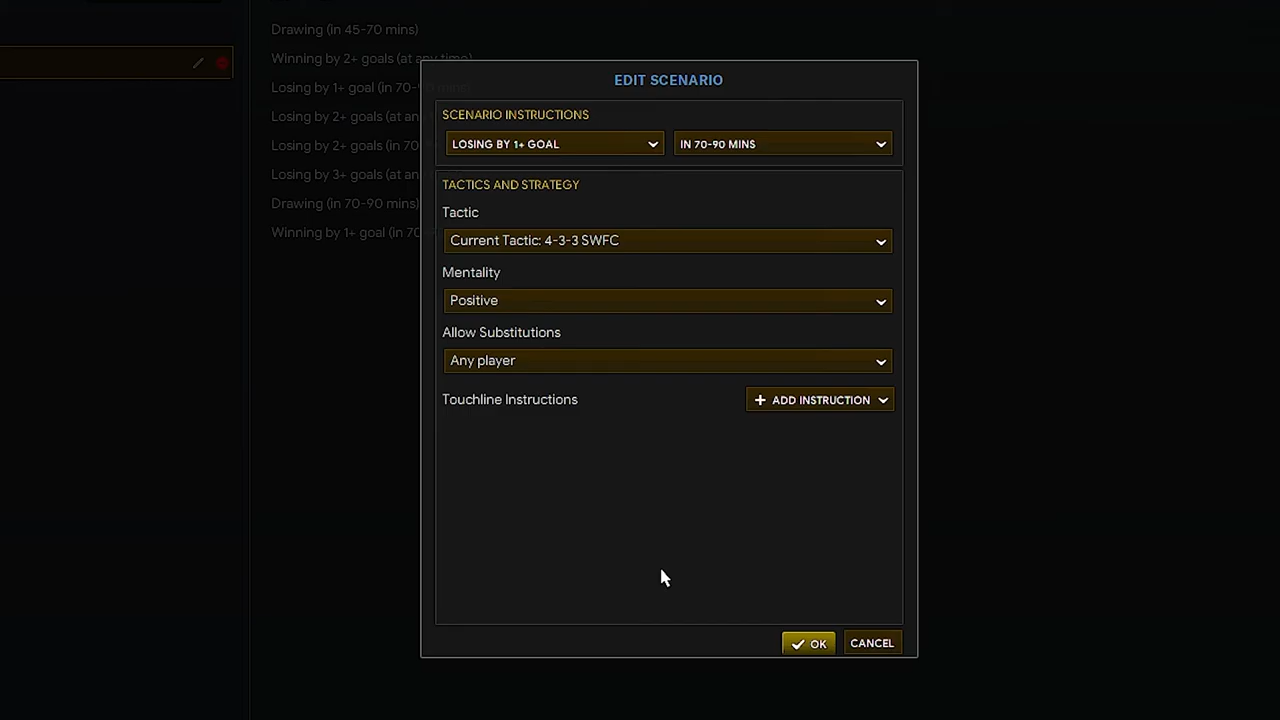 Drawing (in 45-70 mins)
Winning by 2+ goals (at any time)
Losing by 1+ goal (in 70-90 mins)
Losing by 2+ goals (at any
Losing by 2+ goals (in 70
Losing by 3+ goals (at any
Drawing (in 70-90 mins)
Winning by 1+ goal (in 70
EDIT SCENARIO
SCENARIO INSTRUCTIONS
LOSING BY 1+ GOAL IN 70-90 MINS
TACTICS AND STRATEGY
Tactic
Current Tactic: 4-3-3 SWFC
Mentality
Positive
Allow Substitutions
Any player
Touchline Instructions + ADD INSTRUCTION
OK CANCEL